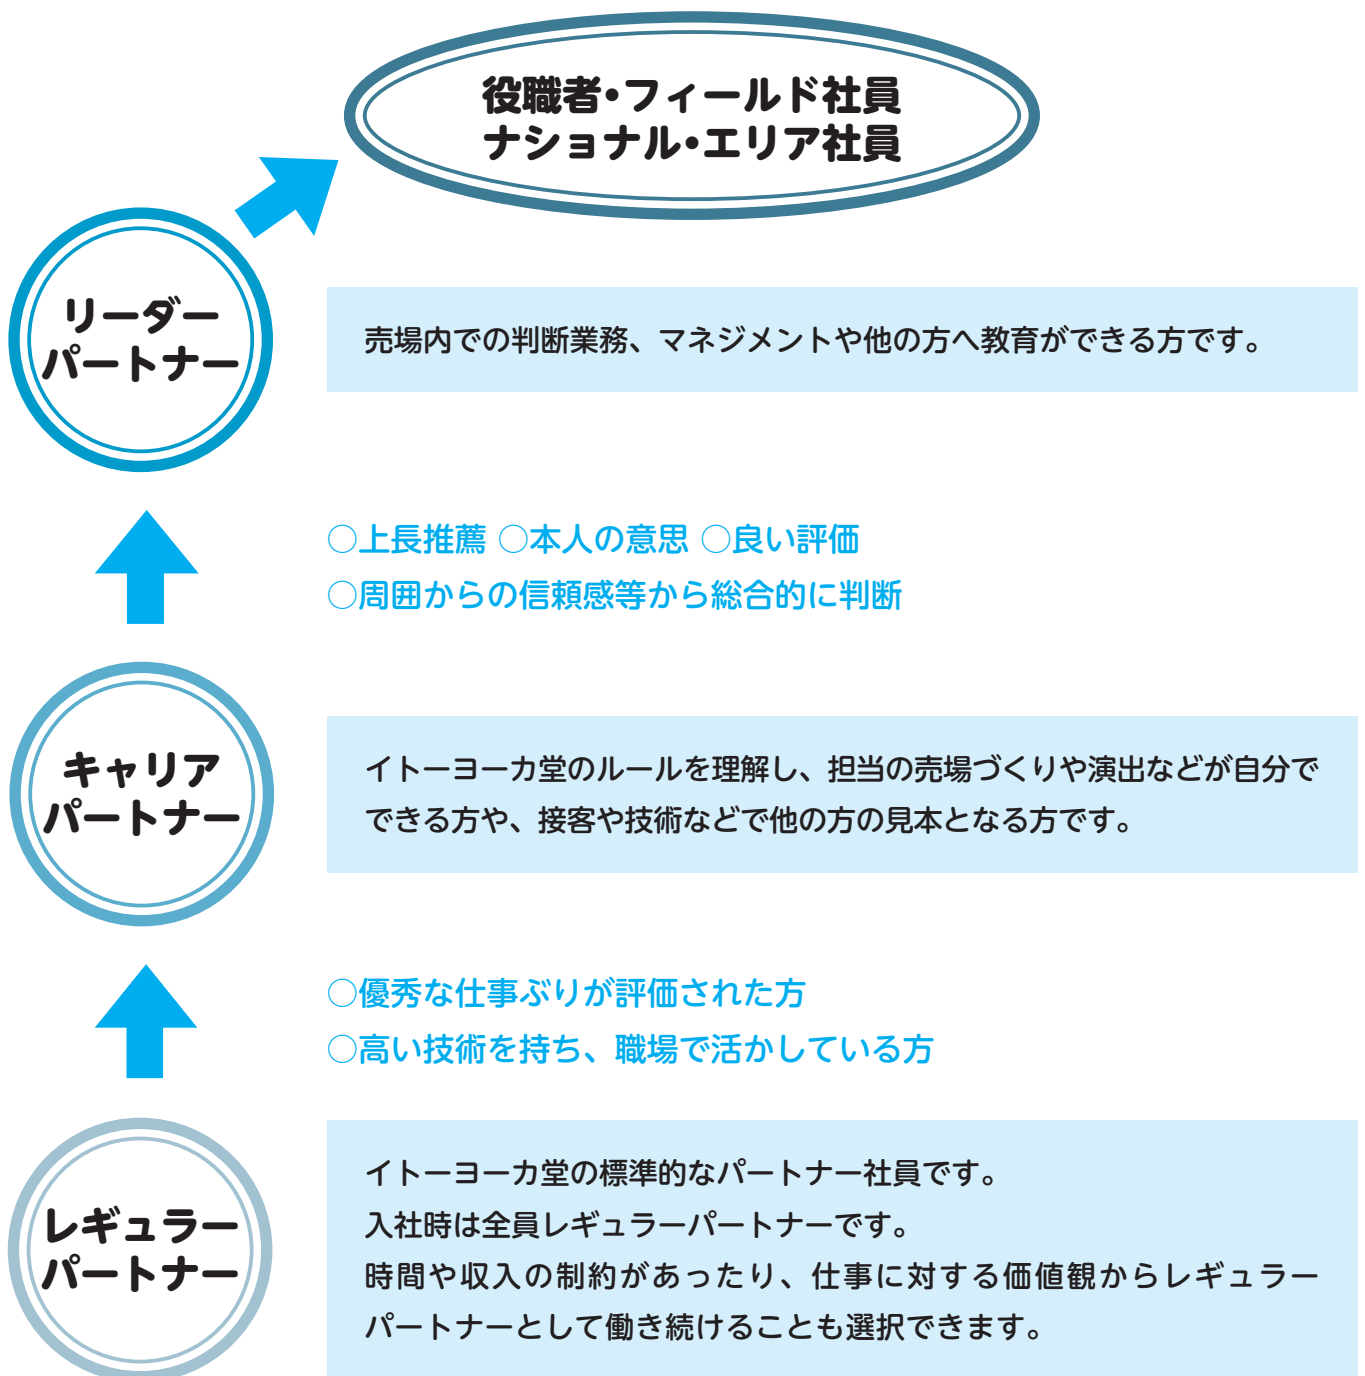 役職者・フィールド社員
ナショナル・エリア社員
リーダー
パートナー
売場内での判断業務、マネジメントや他の方へ教育ができる方です。
○上長推薦 ○本人の意思 ○良い評価
○周囲からの信頼感等から総合的に判断
キャリア
パートナー
イトーヨーカ堂のルールを理解し、担当の売場づくりや演出などが自分で
できる方や、接客や技術などで他の方の見本となる方です。
○優秀な仕事ぶりが評価された方
○高い技術を持ち、職場で活かしている方
レギュラー
パートナー
イトーヨーカ堂の標準的なパートナー社員です。
入社時は全員レギュラーパートナーです。
時間や収入の制約があったり、仕事に対する価値観からレギュラー
パートナーとして働き続けることも選択できます。